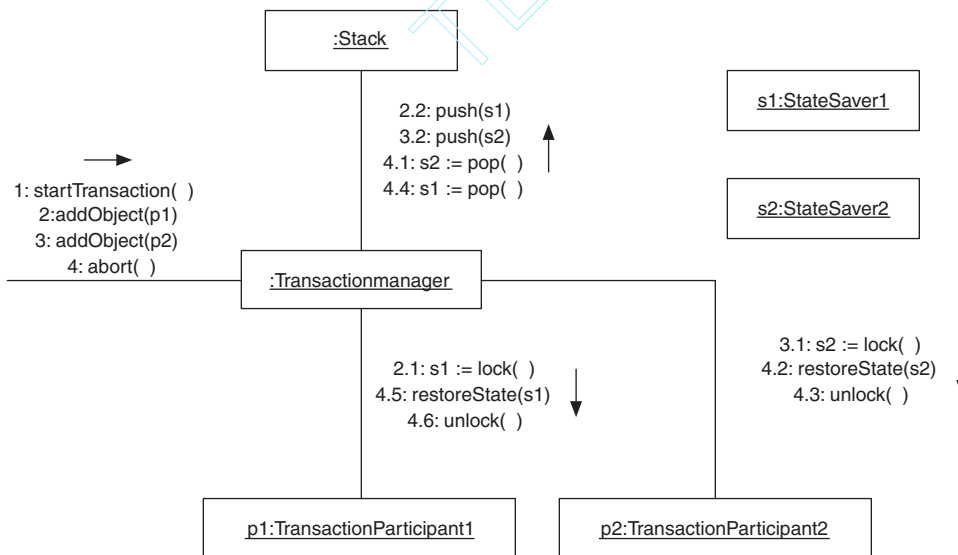 :Stack
2.2: push(s1)
3.2: push(s2)
4.1: s2 := pop( )
4.4: s1 := pop( )
s1:StateSaver1
s2:StateSaver2
1: startTransaction( )
2:addObject(p1)
3: addObject(p2)
4: abort( )
:Transactionmanager
2.1: s1 := lock( )
4.5: restoreState(s1)
4.6: unlock( )
3.1: s2 := lock( )
4.2: restoreState(s2)
4.3: unlock( )
p1:TransactionParticipant1
p2:TransactionParticipant2